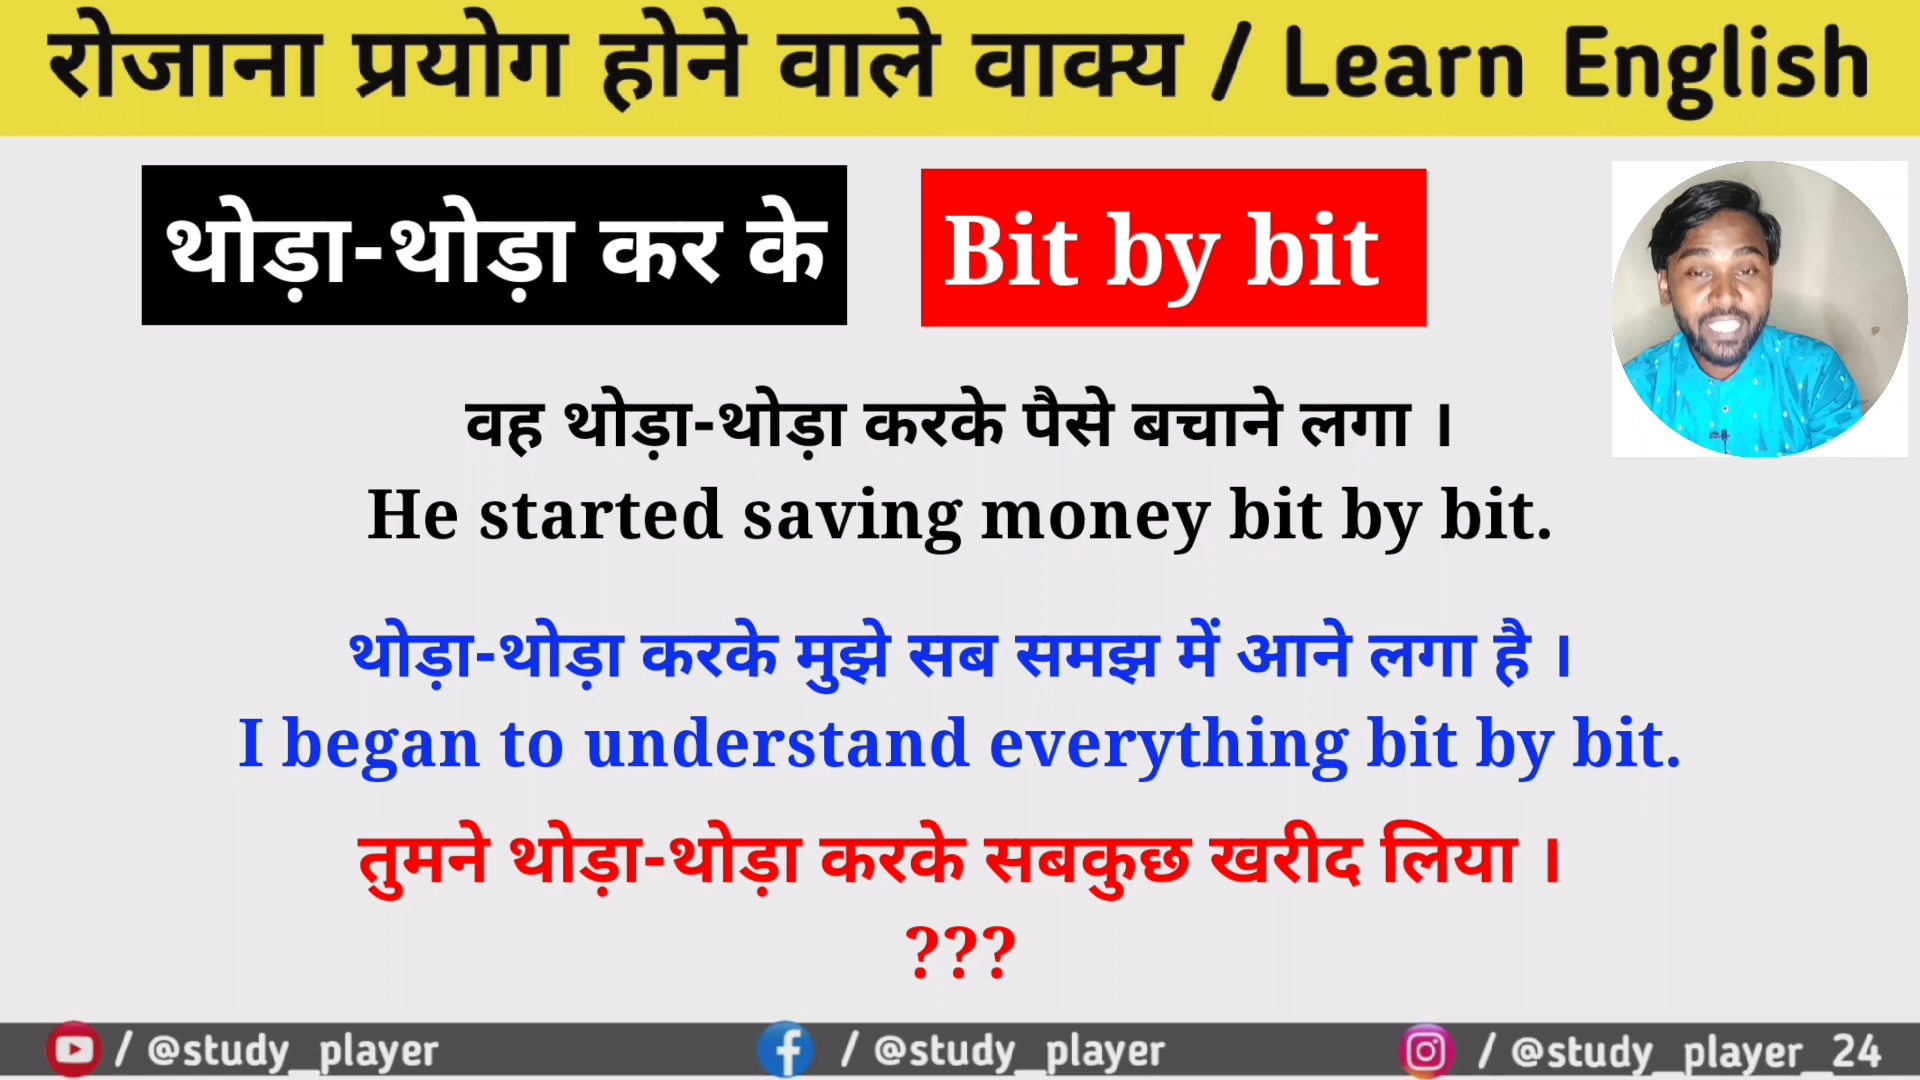 रोजाना प्रयोग होने वाले वाक्य / Learn English
थोड़ा-थोड़ा कर के
Bit by bit
वह थोड़ा-थोड़ा करके पैसे बचाने लगा ।
He started saving money bit by bit.
थोड़ा-थोड़ा करके मुझे सब समझ में आने लगा है ।
I began to understand everything bit by bit.
तुमने थोड़ा-थोड़ा करके सबकुछ खरीद लिया ।
???
/ @study_player
/ @study_player
/ @study_player_24